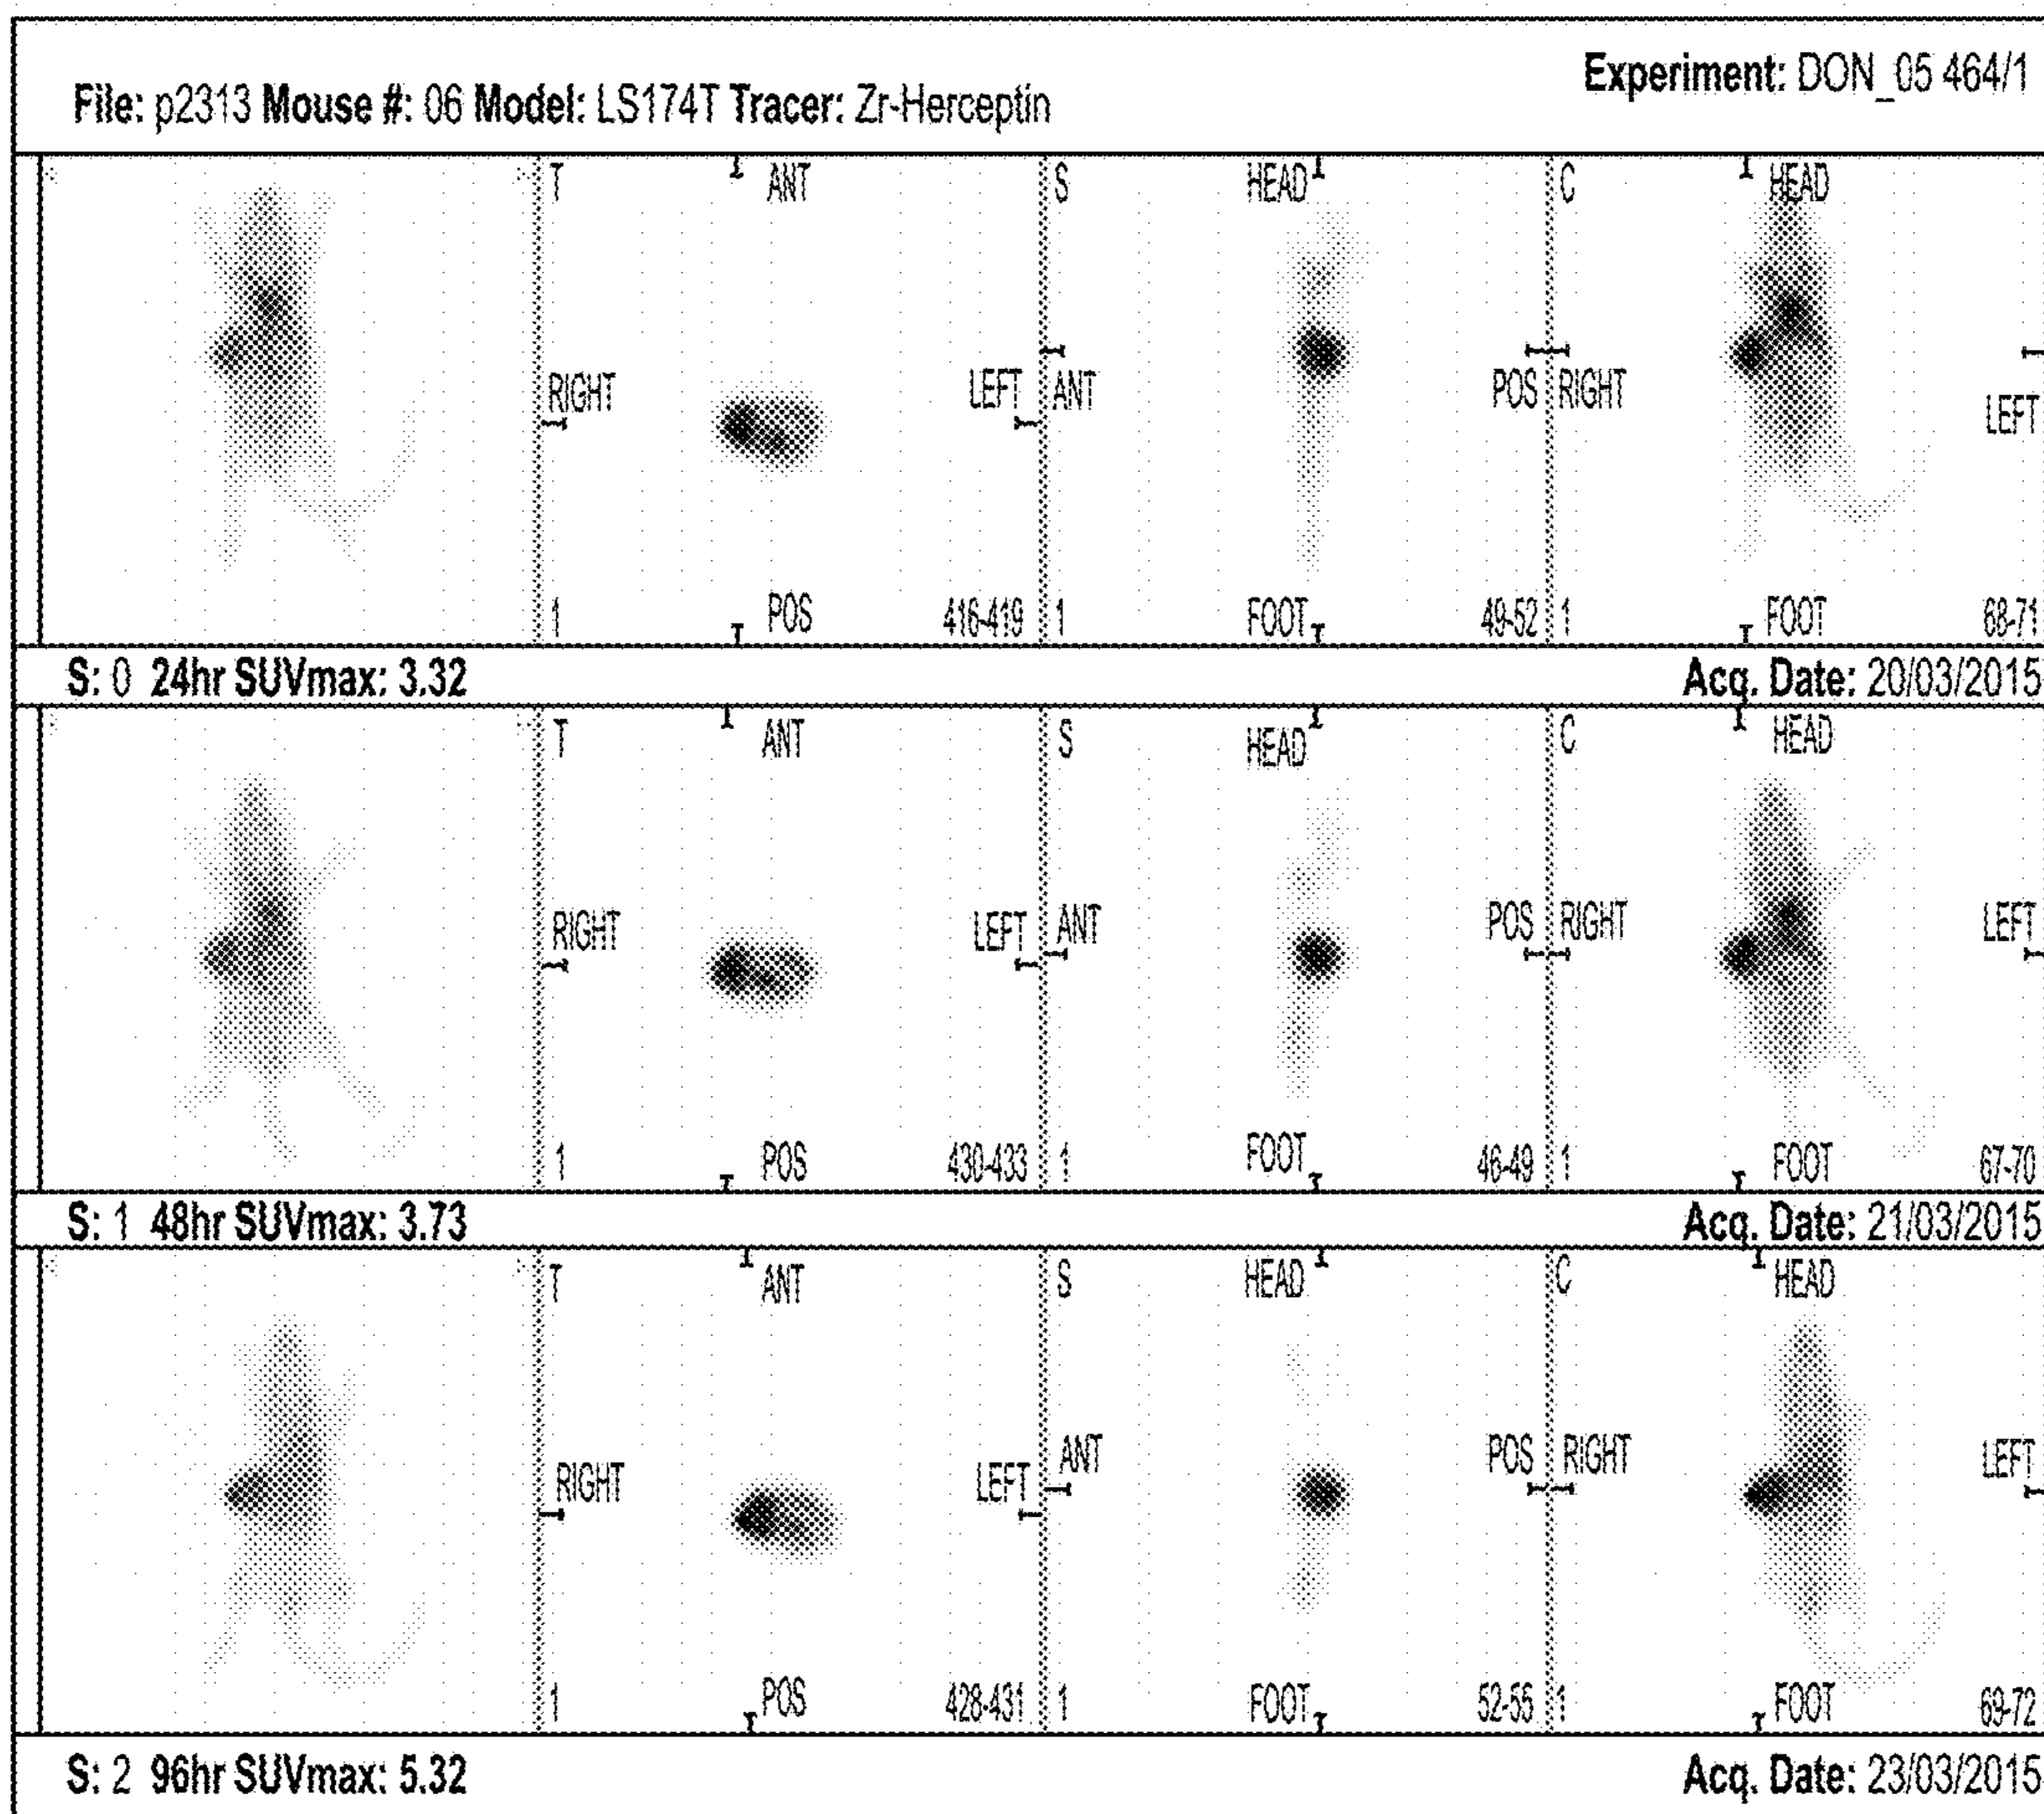 Experiment: DON_05 464/1
File: p2313 Mouse #: 06 Model: LS174T Tracer: Zr-Herceptin
T ANT S HEAD C HEAD
RIGHT LEFT ANT POS RIGHT LEFT
1 POS 416-419 1 FOOT 49-52 1 FOOT 68-71
S: 0 24hr SUVmax: 3.32 Acq. Date: 20/03/2015
T ANT S HEAD C HEAD
RIGHT LEFT ANT POS RIGHT LEFT
1 POS 430-433 1 FOOT 46-49 1 FOOT 67-70
S: 1 48hr SUVmax: 3.73 Acq. Date: 21/03/2015
T ANT S HEAD C HEAD
RIGHT LEFT ANT POS RIGHT LEFT
1 POS 428-431 1 FOOT 52-55 1 FOOT 69-72
S: 2 96hr SUVmax: 5.32 Acq. Date: 23/03/2015